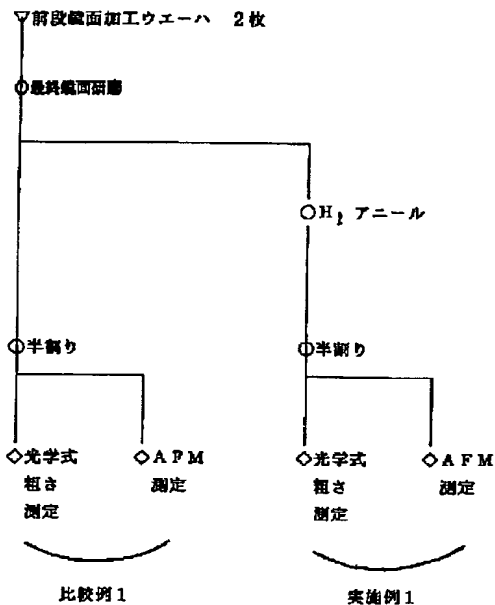 前段鏡面加工ウエーハ 2枚
最終鏡面研磨
H₂ アニール
半割り
半割り
光学式
粗さ
測定
AFM
測定
光学式
粗さ
測定
AFM
測定
比較例1
実施例1